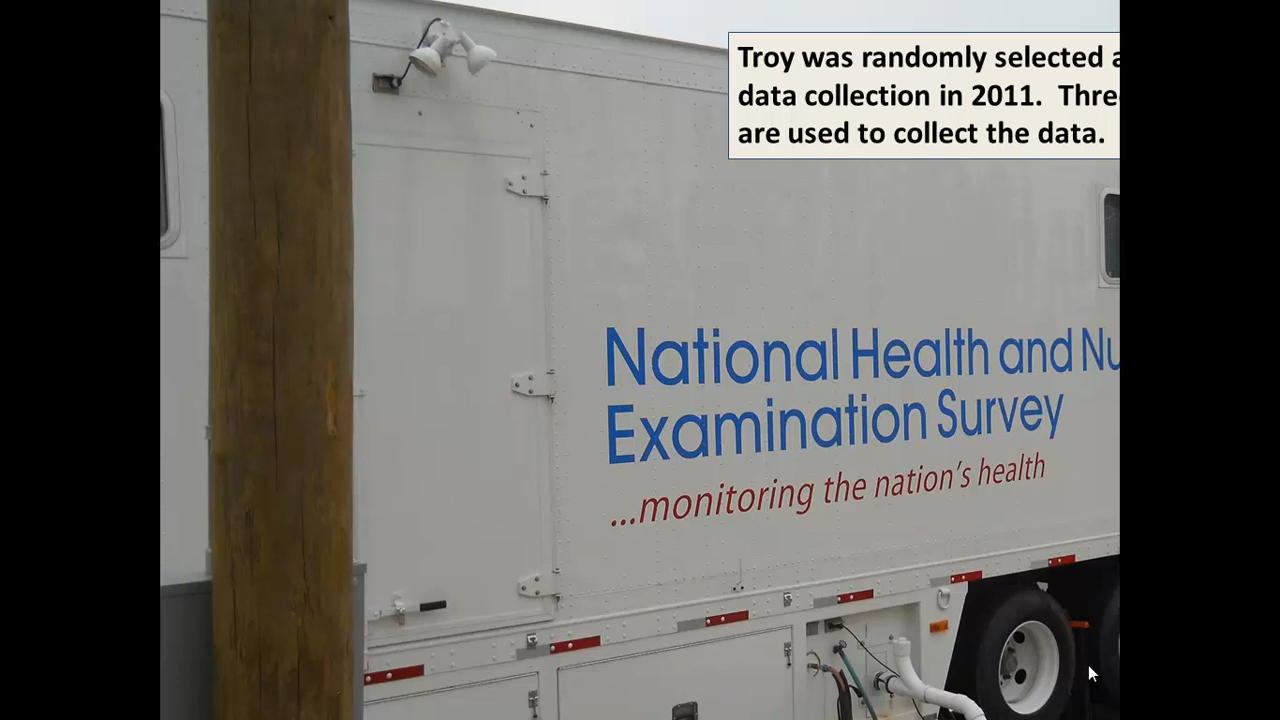 Troy was randomly selected
data collection in 2011. Thre
are used to collect the data.
National Health and Nu
Examination Survey
...monitoring the nation's health